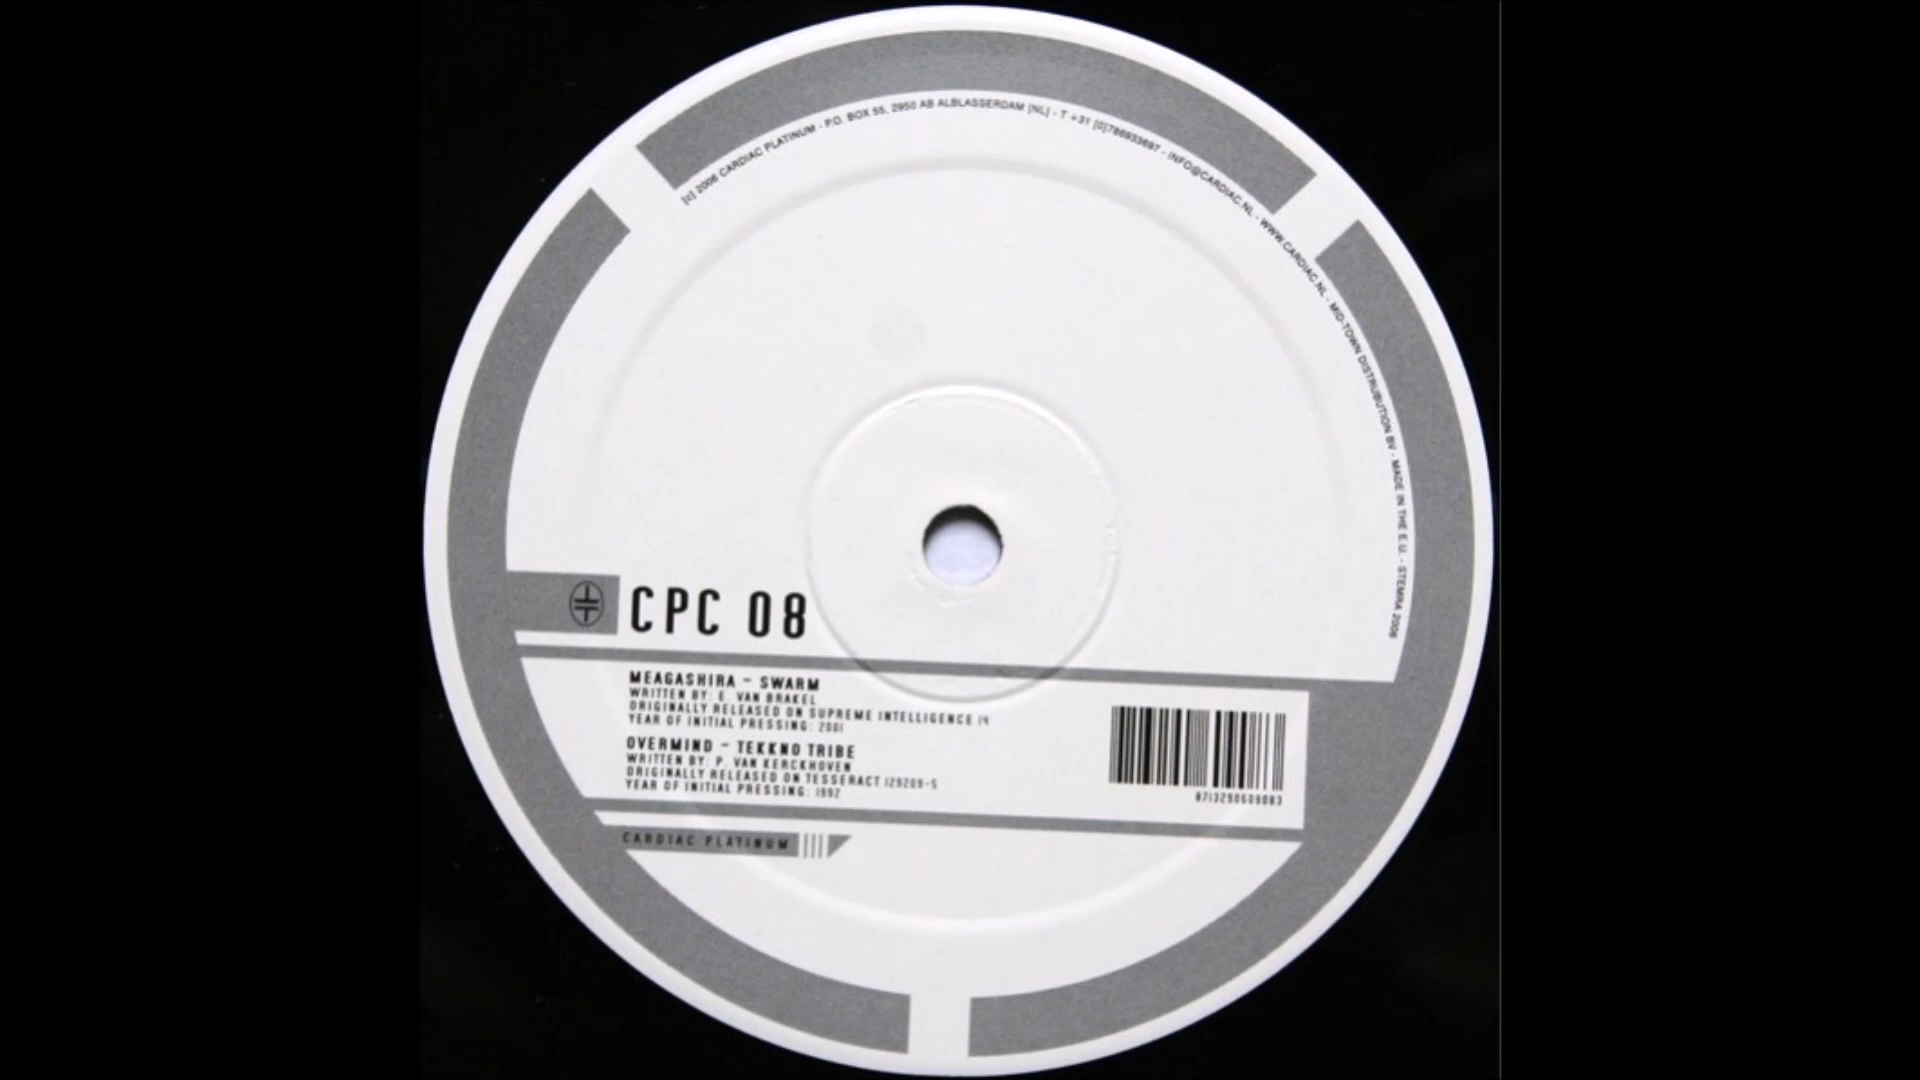 [c] 2006 CARDIAC PLATINUM - P.O. BOX 55, 2950 AB ALBLASSERDAM [NL] - T +31 [0]786933697 - INFO@CARDIAC.NL - WWW.CARDIAC.NL - MID-TOWN DISTRIBUTION BV - MADE IN THE E.U. - STEMRA 2006
CPC 08
MEAGASHIRA - SWARM
WRITTEN BY: E. VAN BRAKEL
ORIGINALLY RELEASED ON SUPREME INTELLIGENCE 14
YEAR OF INITIAL PRESSING: 2001
OVERMIND - TEKKNO TRIBE
WRITTEN BY: P. VAN KERCKHOVEN
ORIGINALLY RELEASED ON TESSERACT 129209-5
YEAR OF INITIAL PRESSING: 1992
8713290609083
CARDIAC PLATINUM